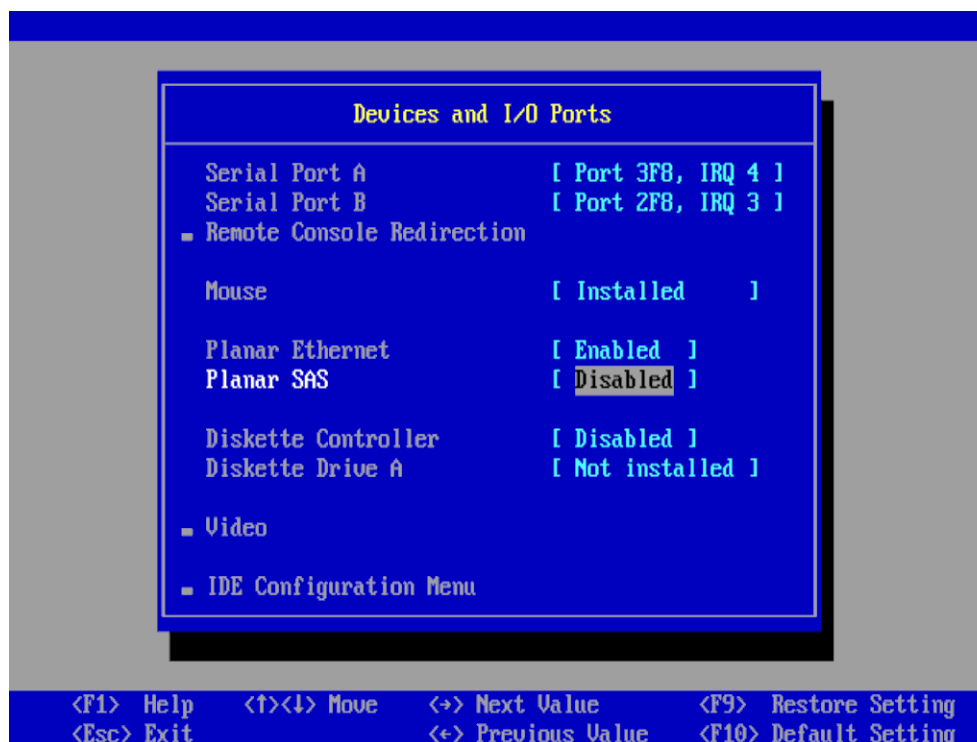 Devices and I/O Ports
Serial Port A [ Port 3F8, IRQ 4 ]
Serial Port B [ Port 2F8, IRQ 3 ]
Remote Console Redirection
Mouse [ Installed ]
Planar Ethernet [ Enabled ]
Planar SAS [ Disabled ]
Diskette Controller [ Disabled ]
Diskette Drive A [ Not installed ]
Video
IDE Configuration Menu
<F1> Help <↑><↓> Move <→> Next Value <F9> Restore Setting
<Esc> Exit <←> Previous Value <F10> Default Setting